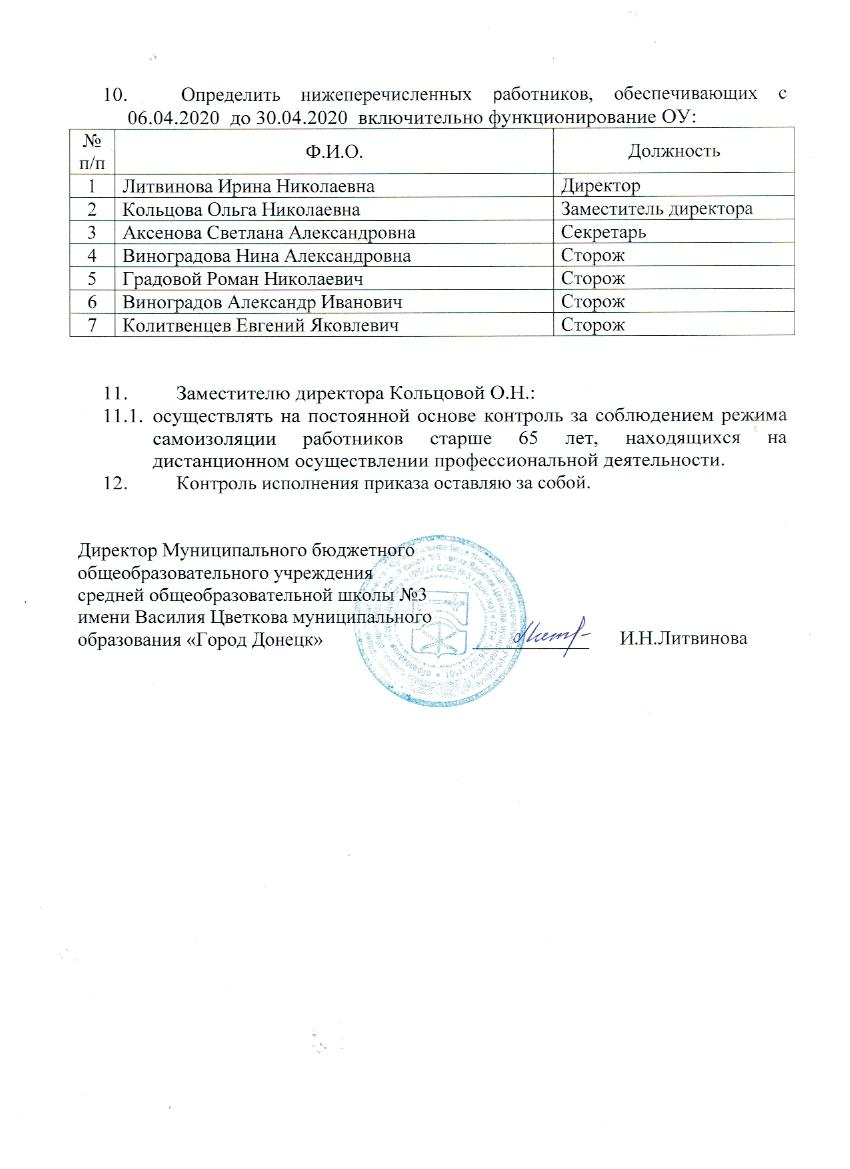 10. Определить нижеперечисленных работников, обеспечивающих с
06.04.2020 до 30.04.2020 включительно функционирование ОУ:
№ п/п Ф.И.О. Должность
1 Литвинова Ирина Николаевна Директор
2 Кольцова Ольга Николаевна Заместитель директора
3 Аксенова Светлана Александровна Секретарь
4 Виноградова Нина Александровна Сторож
5 Градовой Роман Николаевич Сторож
6 Виноградов Александр Иванович Сторож
7 Колитвенцев Евгений Яковлевич Сторож
11. Заместителю директора Кольцовой О.Н.:
11.1. осуществлять на постоянной основе контроль за соблюдением режима
самоизоляции работников старше 65 лет, находящихся на
дистанционном осуществлении профессиональной деятельности.
12. Контроль исполнения приказа оставляю за собой.
Директор Муниципального бюджетного
общеобразовательного учреждения
средней общеобразовательной школы №3
имени Василия Цветкова муниципального
образования «Город Донецк» И.Н.Литвинова